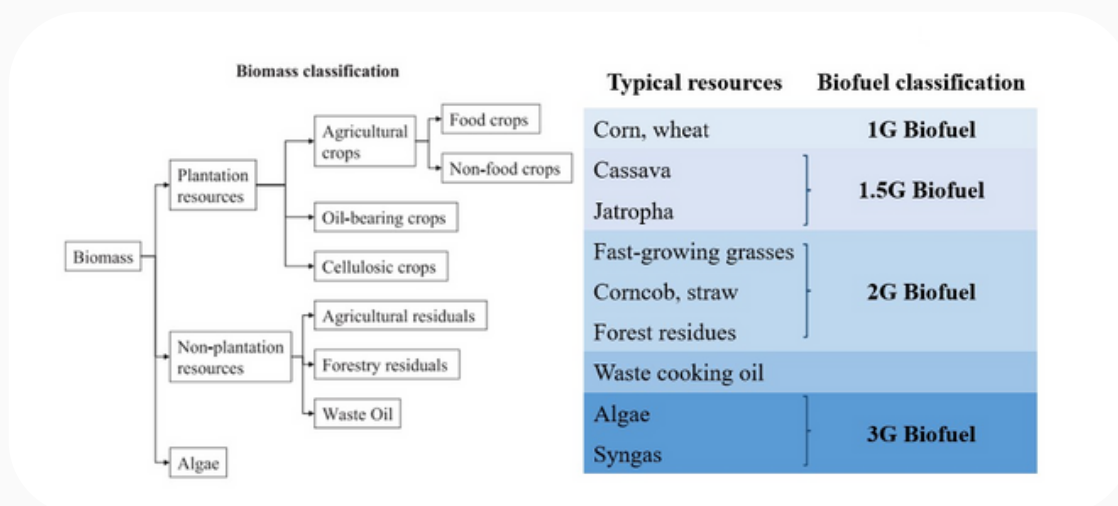 Biomass classification
Biomass
Plantation
resources
Agricultural
crops
Food crops
Non-food crops
Oil-bearing crops
Cellulosic crops
Non-plantation
resources
Agricultural residuals
Forestry residuals
Waste Oil
Algae
Typical resources Biofuel classification
Corn, wheat 1G Biofuel
Cassava
Jatropha
1.5G Biofuel
Fast-growing grasses
Corncob, straw 2G Biofuel
Forest residues
Waste cooking oil
Algae
Syngas
3G Biofuel